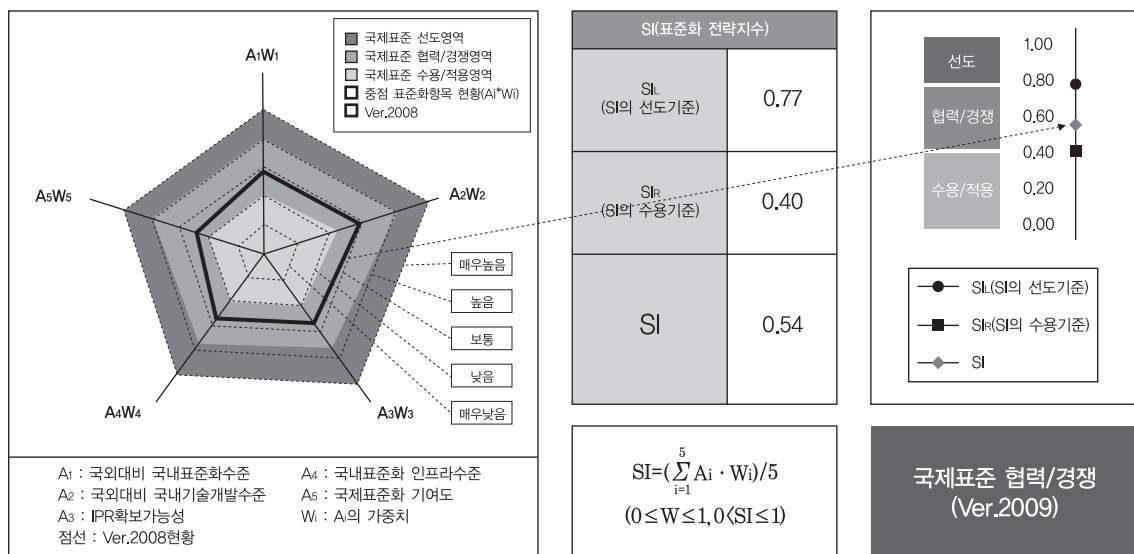 국제표준 선도영역
국제표준 협력/경쟁영역
국제표준 수용/적용영역
중점 표준화항목 현황(Ai*Wi)
Ver.2008
A1W1
A2W2
A5W5
A4W4
A3W3
매우높음
높음
보통
낮음
매우낮음
A1 : 국외대비 국내표준화수준
A2 : 국외대비 국내기술개발수준
A3 : IPR확보가능성
점선 : Ver.2008현황
A4 : 국내표준화 인프라수준
A5 : 국제표준화 기여도
Wi : Ai의 가중치
SI(표준화 전략지수)
SIL
(SI의 선도기준)
0.77
SIR
(SI의 수용기준)
0.40
SI
0.54
SI=(5∑i=1 Ai · Wi)/5
(0≤W≤1, 0<SI≤1)
선도
협력/경쟁
수용/적용
1.00
0.80
0.60
0.40
0.20
0.00
SIL(SI의 선도기준)
SIR(SI의 수용기준)
SI
국제표준 협력/경쟁
(Ver.2009)